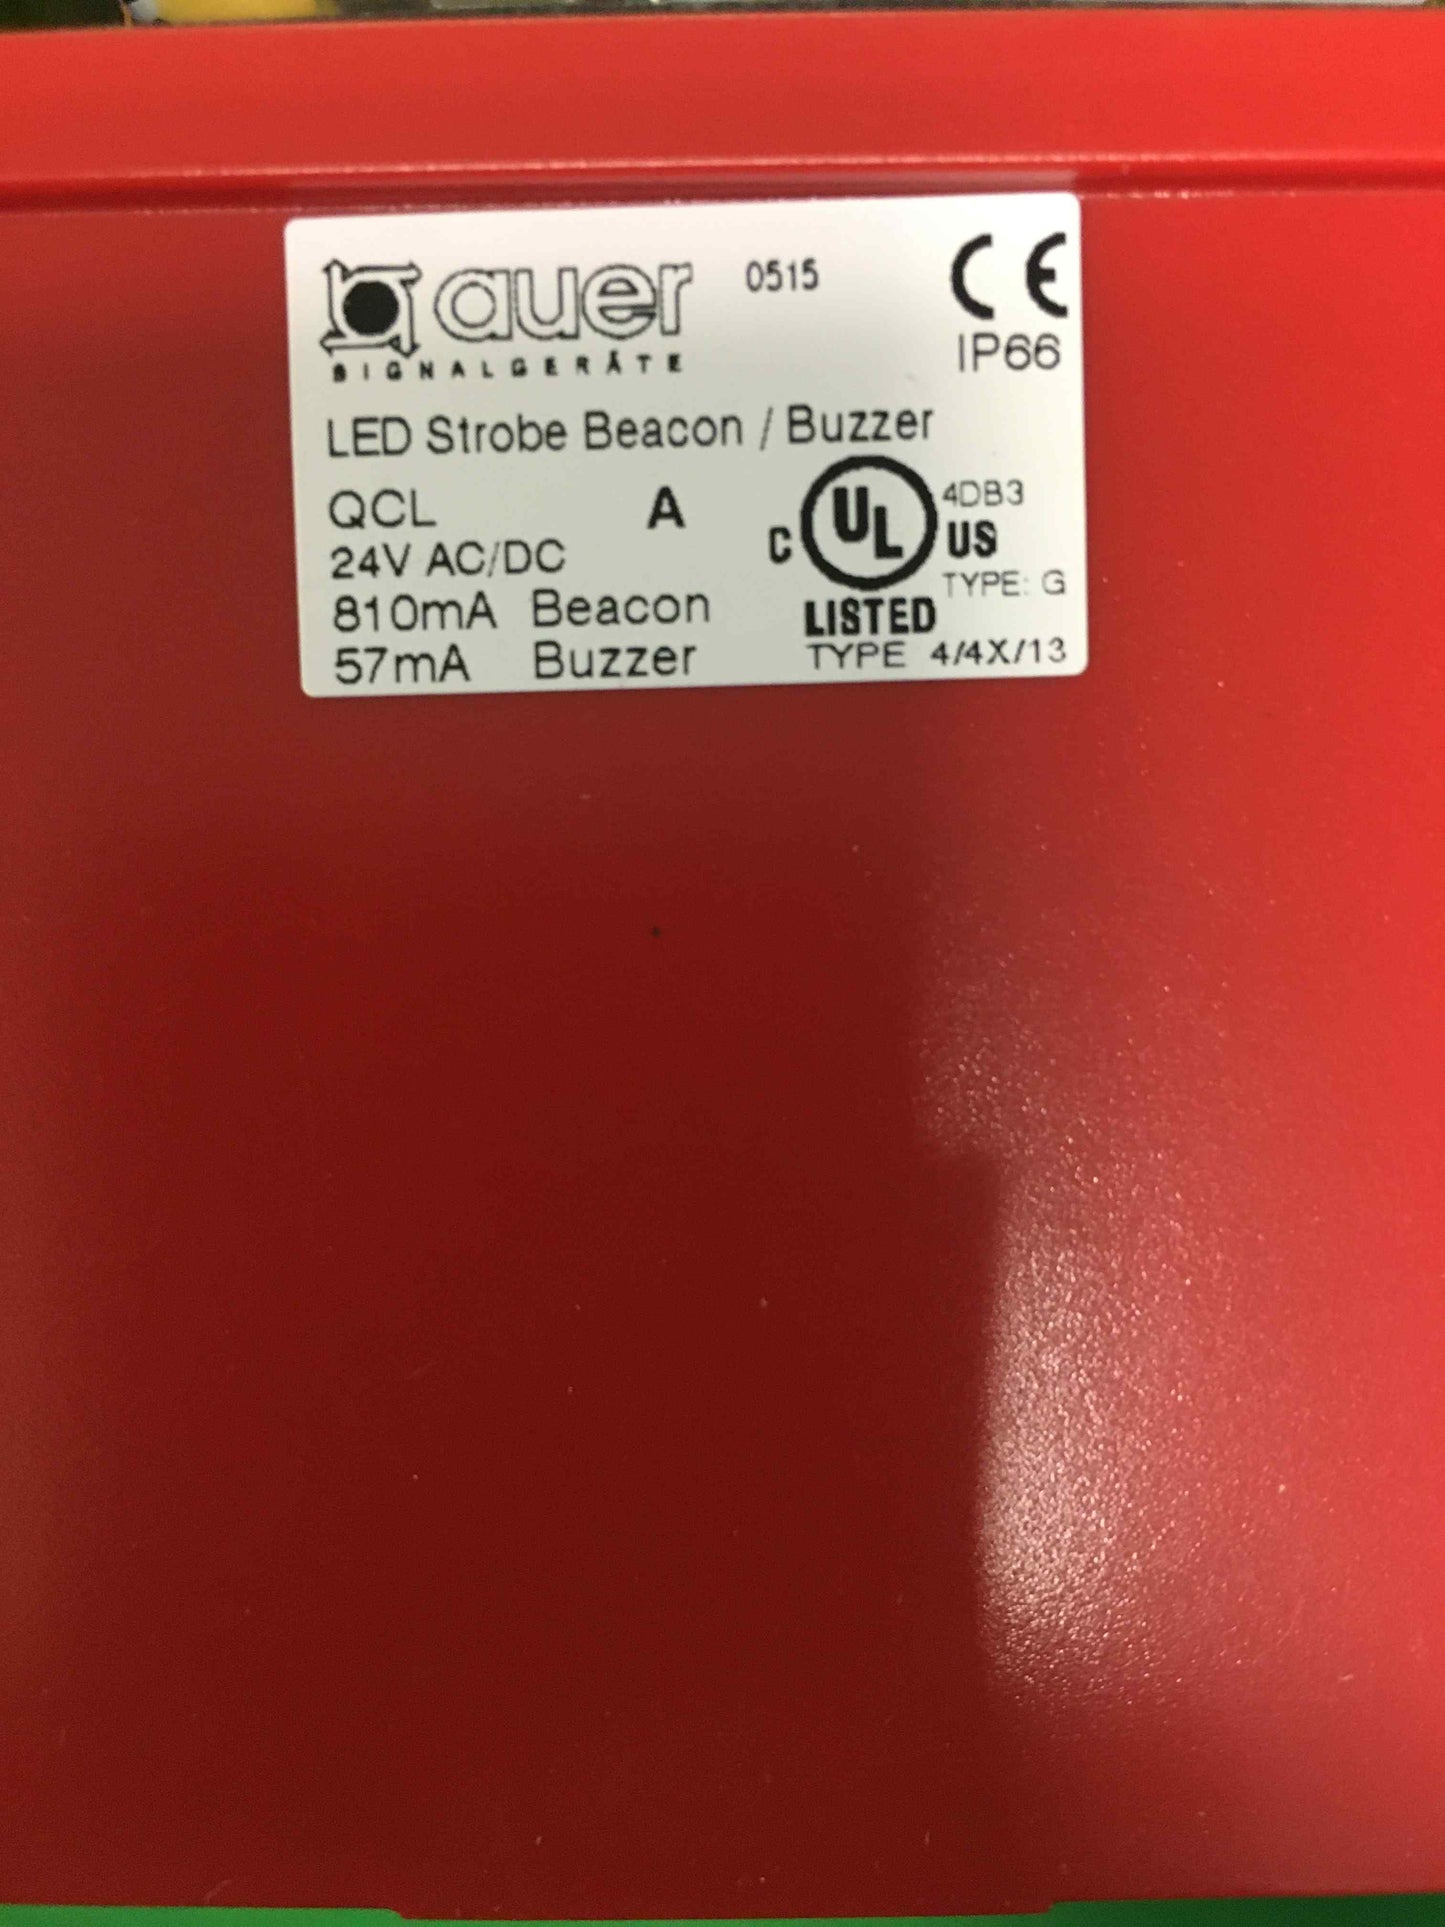 auer 0515 CE
SIGNALGERÄTE IP66
LED Strobe Beacon / Buzzer
QCL A C UL US 4DB3
24V AC/DC TYPE: G
810mA Beacon LISTED
57mA Buzzer TYPE 4/4X/13